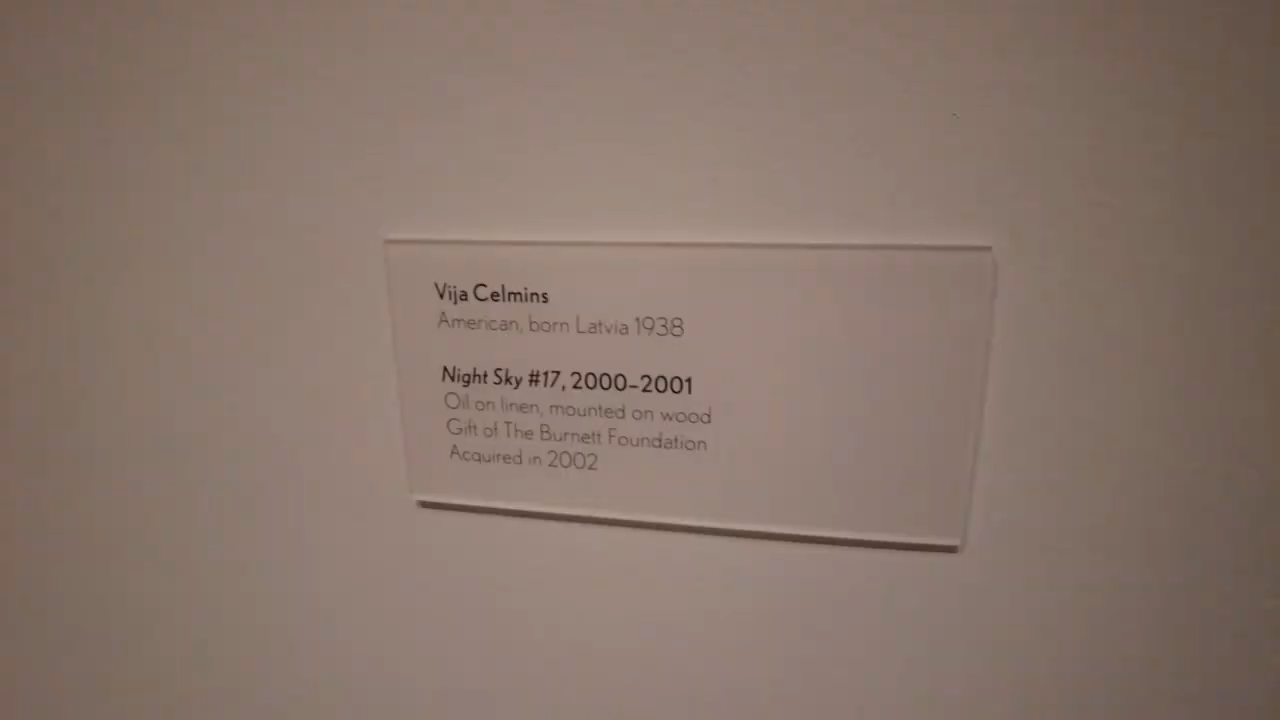 Vija Celmins
American, born Latvia 1938
Night Sky #17, 2000–2001
Oil on linen, mounted on wood
Gift of The Burnett Foundation
Acquired in 2002